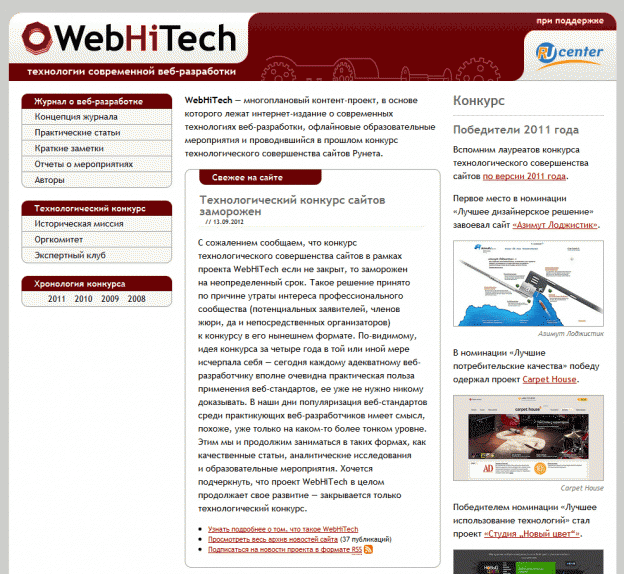 WebHiTech
технологии современной веб-разработки
при поддержке
RU center
Журнал о веб-разработке
Концепция журнала
Практические статьи
Краткие заметки
Отчеты о мероприятиях
Авторы
Технологический конкурс
Историческая миссия
Оргкомитет
Экспертный клуб
Хронология конкурса
2011 2010 2009 2008
WebHiTech — многоплановый контент-проект, в основе
которого лежат интернет-издание о современных
технологиях веб-разработки, офлайновые образовательные
мероприятия и проводившийся в прошлом конкурс
технологического совершенства сайтов Рунета.
Свежее на сайте
Технологический конкурс сайтов
заморожен
// 13.09.2012
С сожалением сообщаем, что конкурс
технологического совершенства сайтов в рамках
проекта WebHiTech если не закрыт, то заморожен
на неопределенный срок. Такое решение принято
по причине утраты интереса профессионального
сообщества (потенциальных заявителей, членов
жюри, да и непосредственных организаторов)
к конкурсу в его нынешнем формате. По-видимому,
идея конкурса за четыре года в той или иной мере
исчерпала себя — сегодня каждому адекватному веб-
разработчику вполне очевидна практическая польза
применения веб-стандартов, ее уже не нужно никому
доказывать. В наши дни популяризация веб-стандартов
среди практикующих веб-разработчиков имеет смысл,
похоже, уже только на каком-то более тонком уровне.
Этим мы и продолжим заниматься в таких формах, как
качественные статьи, аналитические исследования
и образовательные мероприятия. Хочется
подчеркнуть, что проект WebHiTech в целом
продолжает свое развитие — закрывается только
технологический конкурс.
Узнать подробнее о том, что такое WebHiTech
Просмотреть весь архив новостей сайта (37 публикаций)
Подписаться на новости проекта в формате RSS
Конкурс
Победители 2011 года
Вспомним лауреатов конкурса
технологического совершенства
сайтов по версии 2011 года.
Первое место в номинации
«Лучшее дизайнерское решение»
завоевал сайт «Азимут Лоджистик».
Азимут Лоджистик
В номинации «Лучшие
потребительские качества» победу
одержал проект Carpet House.
carpet house
AD
Carpet House
Победителем номинации «Лучшее
использование технологий» стал
проект «Студия „Новый цвет“».